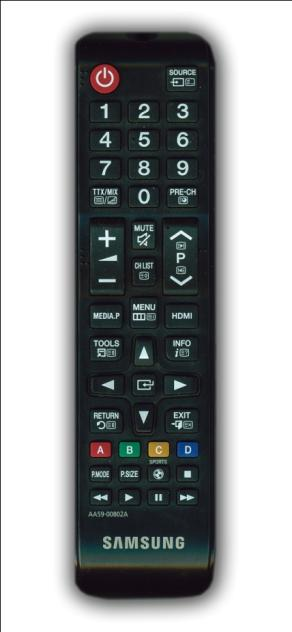 SOURCE
1 2 3
4 5 6
7 8 9
TTX/MIX 0 PRE-CH
+ MUTE
P
CH LIST
−
MEDIA.P MENU HDMI
TOOLS INFO
i
RETURN EXIT
A B C D
SPORTS
P.MODE P.SIZE
AA59-00802A
SAMSUNG